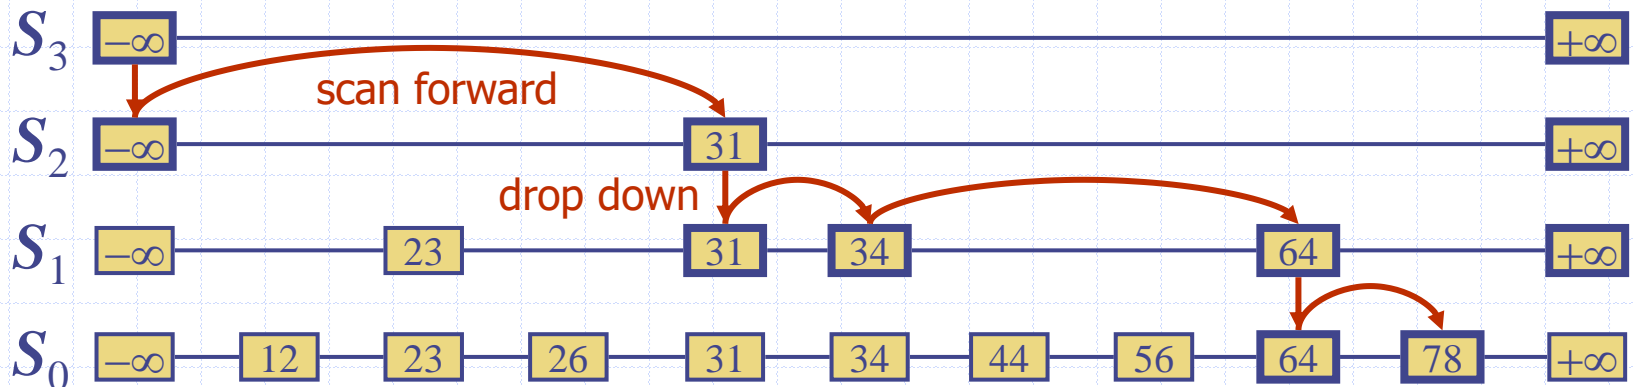 S3 −∞ +∞
scan forward
S2 −∞ 31 +∞
drop down
S1 −∞ 23 31 34 64 +∞
S0 −∞ 12 23 26 31 34 44 56 64 78 +∞